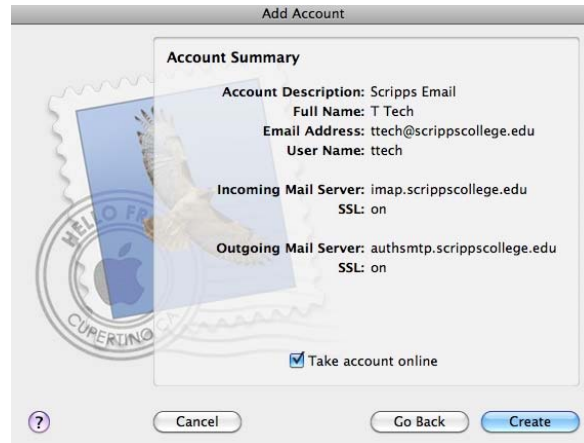 Add Account
Account Summary
Account Description: Scripps Email
Full Name: T Tech
Email Address: ttech@scrippscollege.edu
User Name: ttech
Incoming Mail Server: imap.scrippscollege.edu
SSL: on
Outgoing Mail Server: authsmtp.scrippscollege.edu
SSL: on
HELLO FR
CUPERTINO CA
Take account online
?
Cancel
Go Back
Create